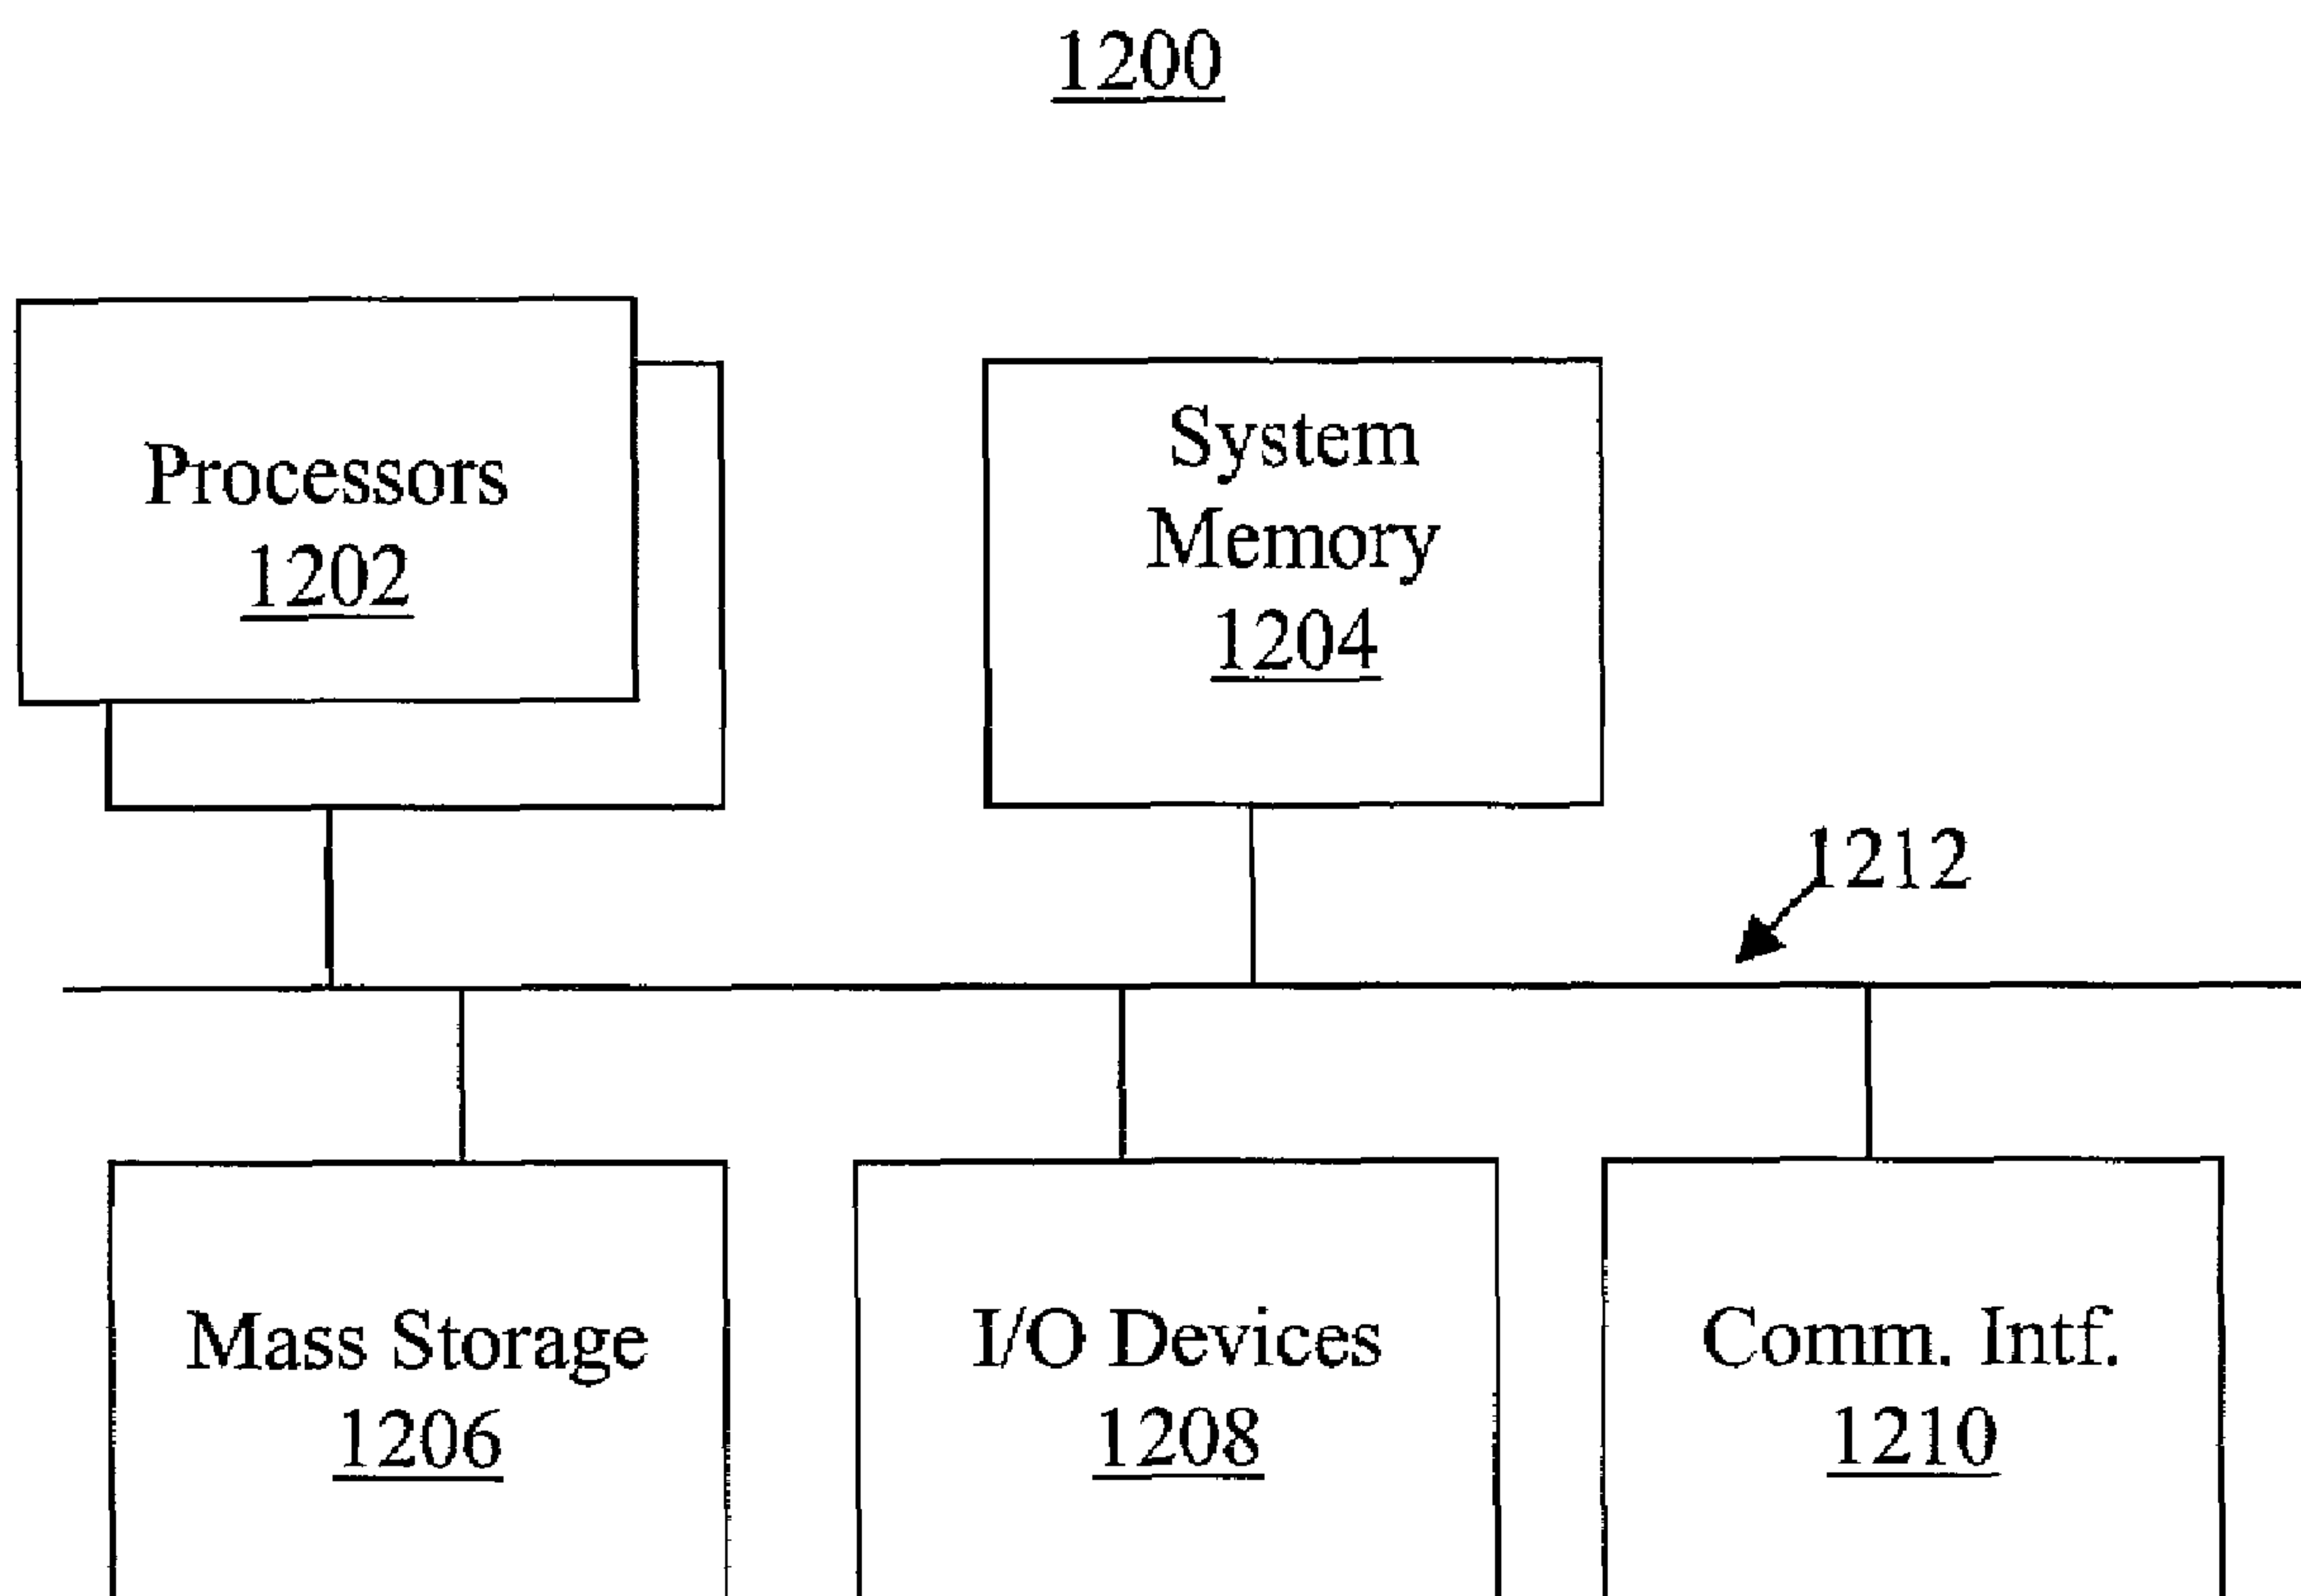 1200
Processors
1202
System
Memory
1204
1212
Mass Storage
1206
I/O Devices
1208
Comm. Intf.
1210